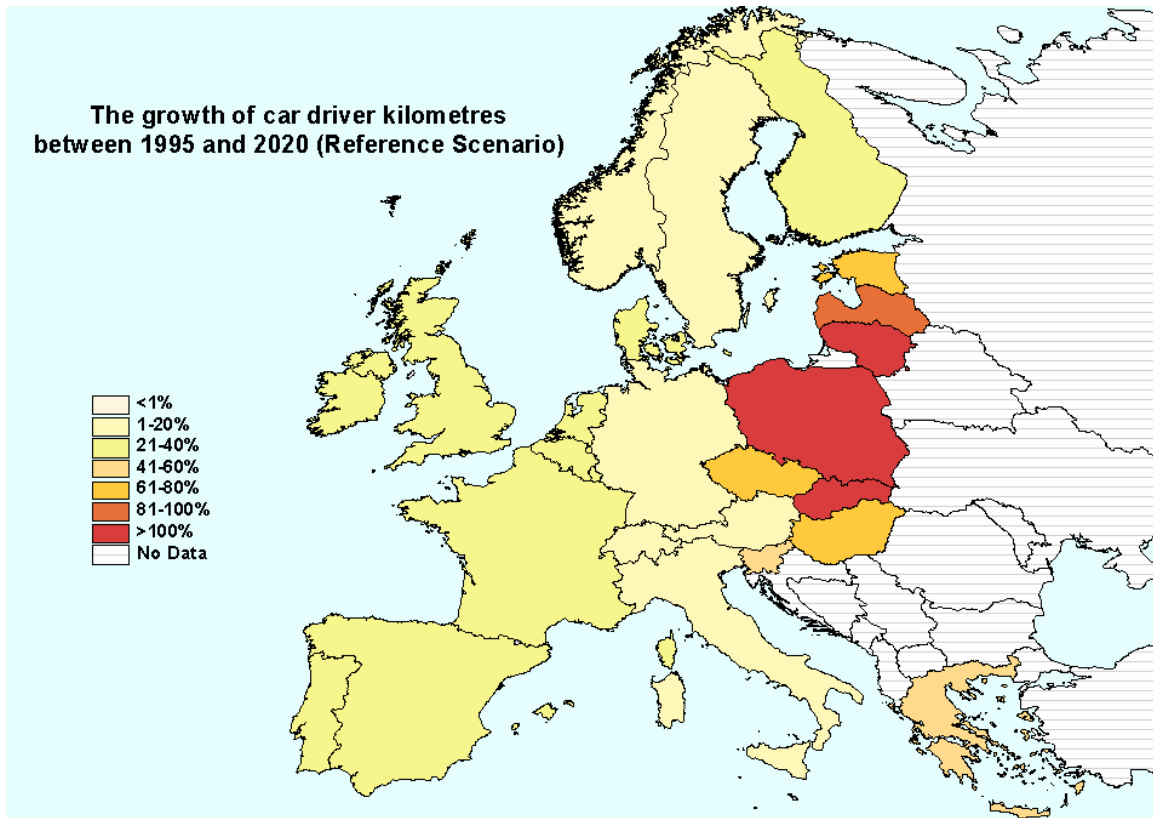 The growth of car driver kilometres
between 1995 and 2020 (Reference Scenario)
<1%
1-20%
21-40%
41-60%
61-80%
81-100%
>100%
No Data